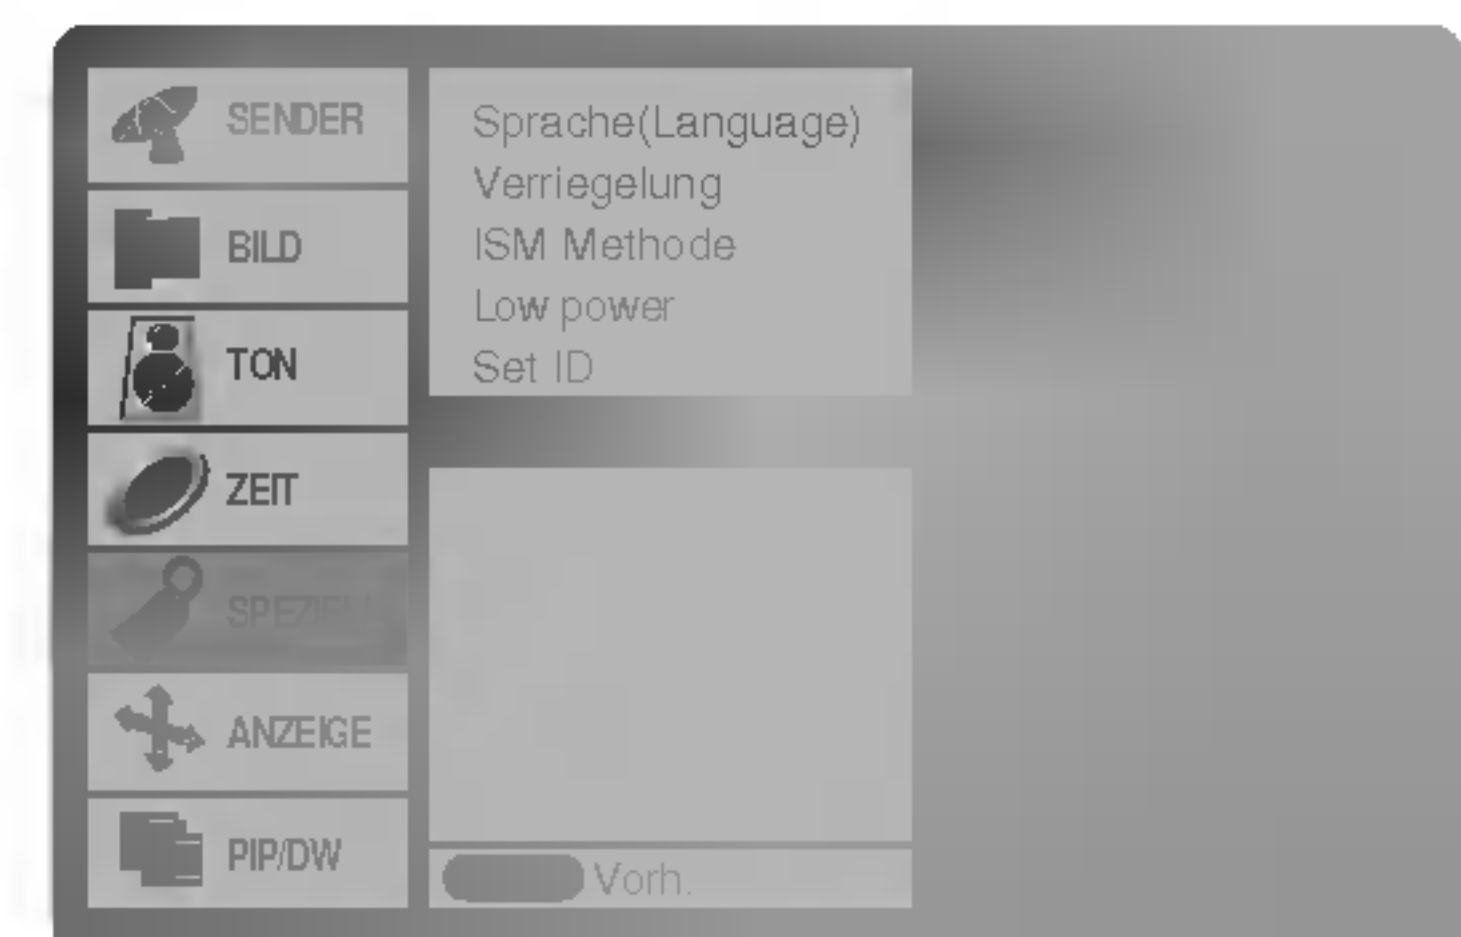 SENDER
BILD
TON
ZEIT
ANZEIGE
PIP/DW
Sprache(Language)
Verriegelung
ISM Methode
Low power
Set ID
Vorh.